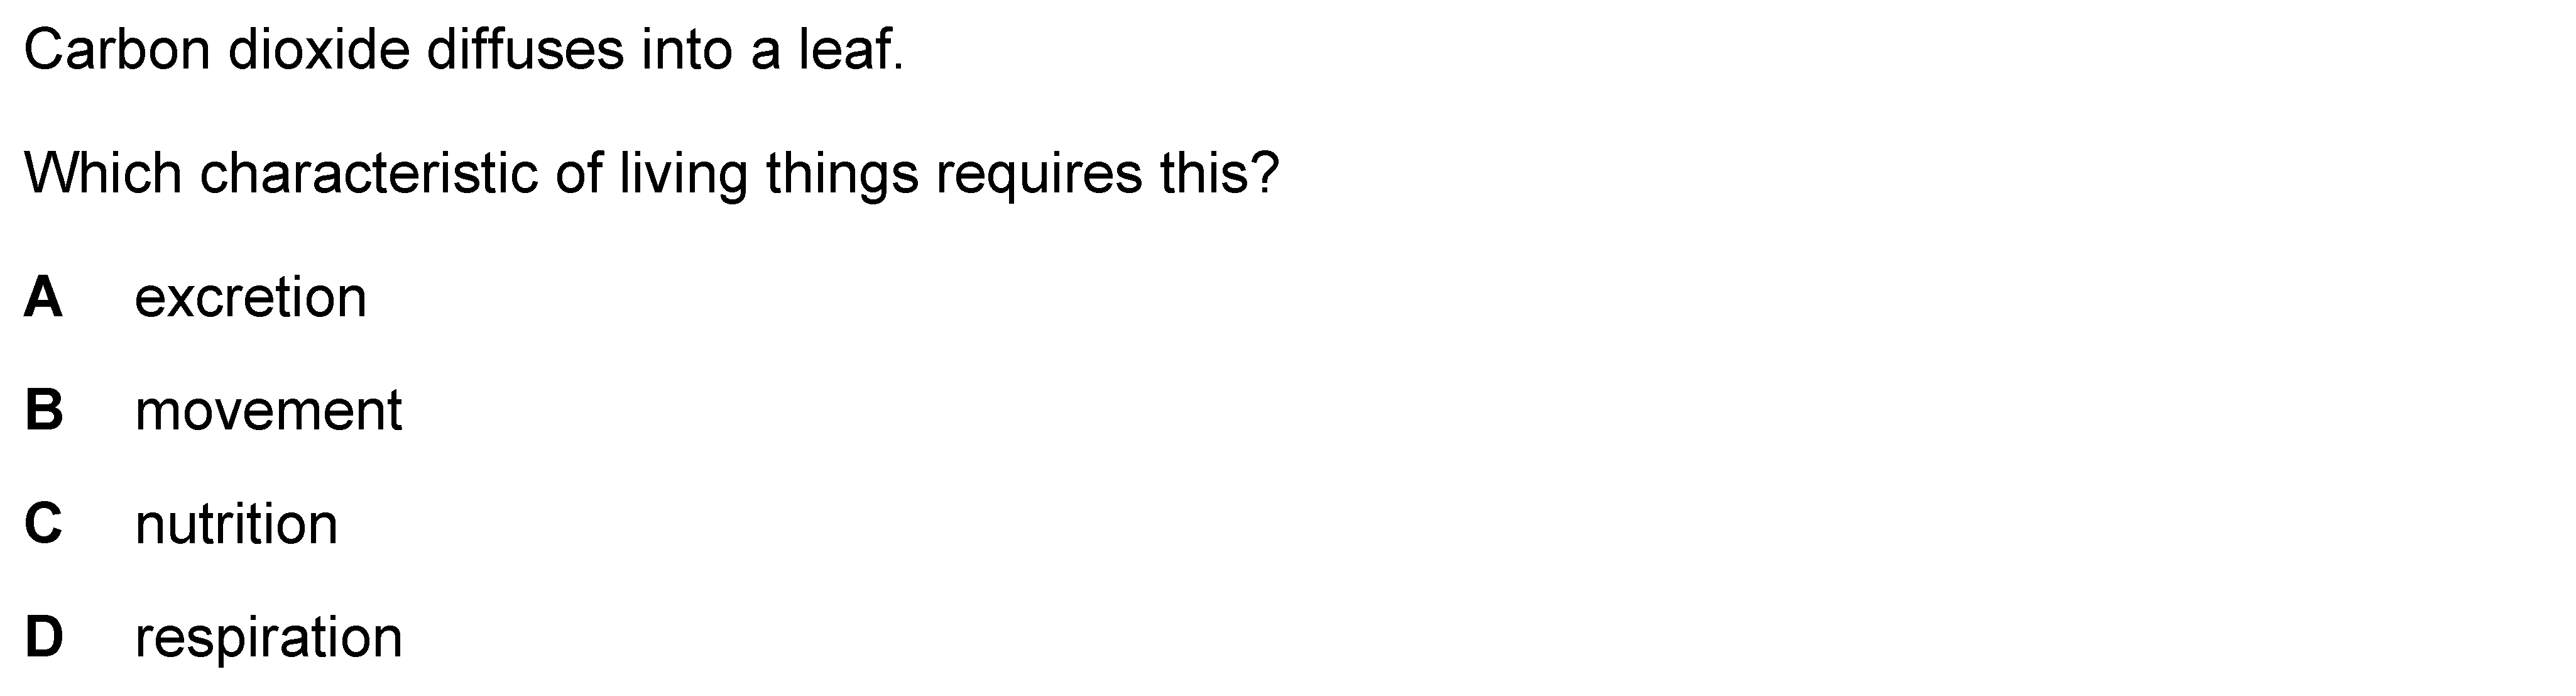 Carbon dioxide diffuses into a leaf.
Which characteristic of living things requires this?
A excretion
B movement
C nutrition
D respiration